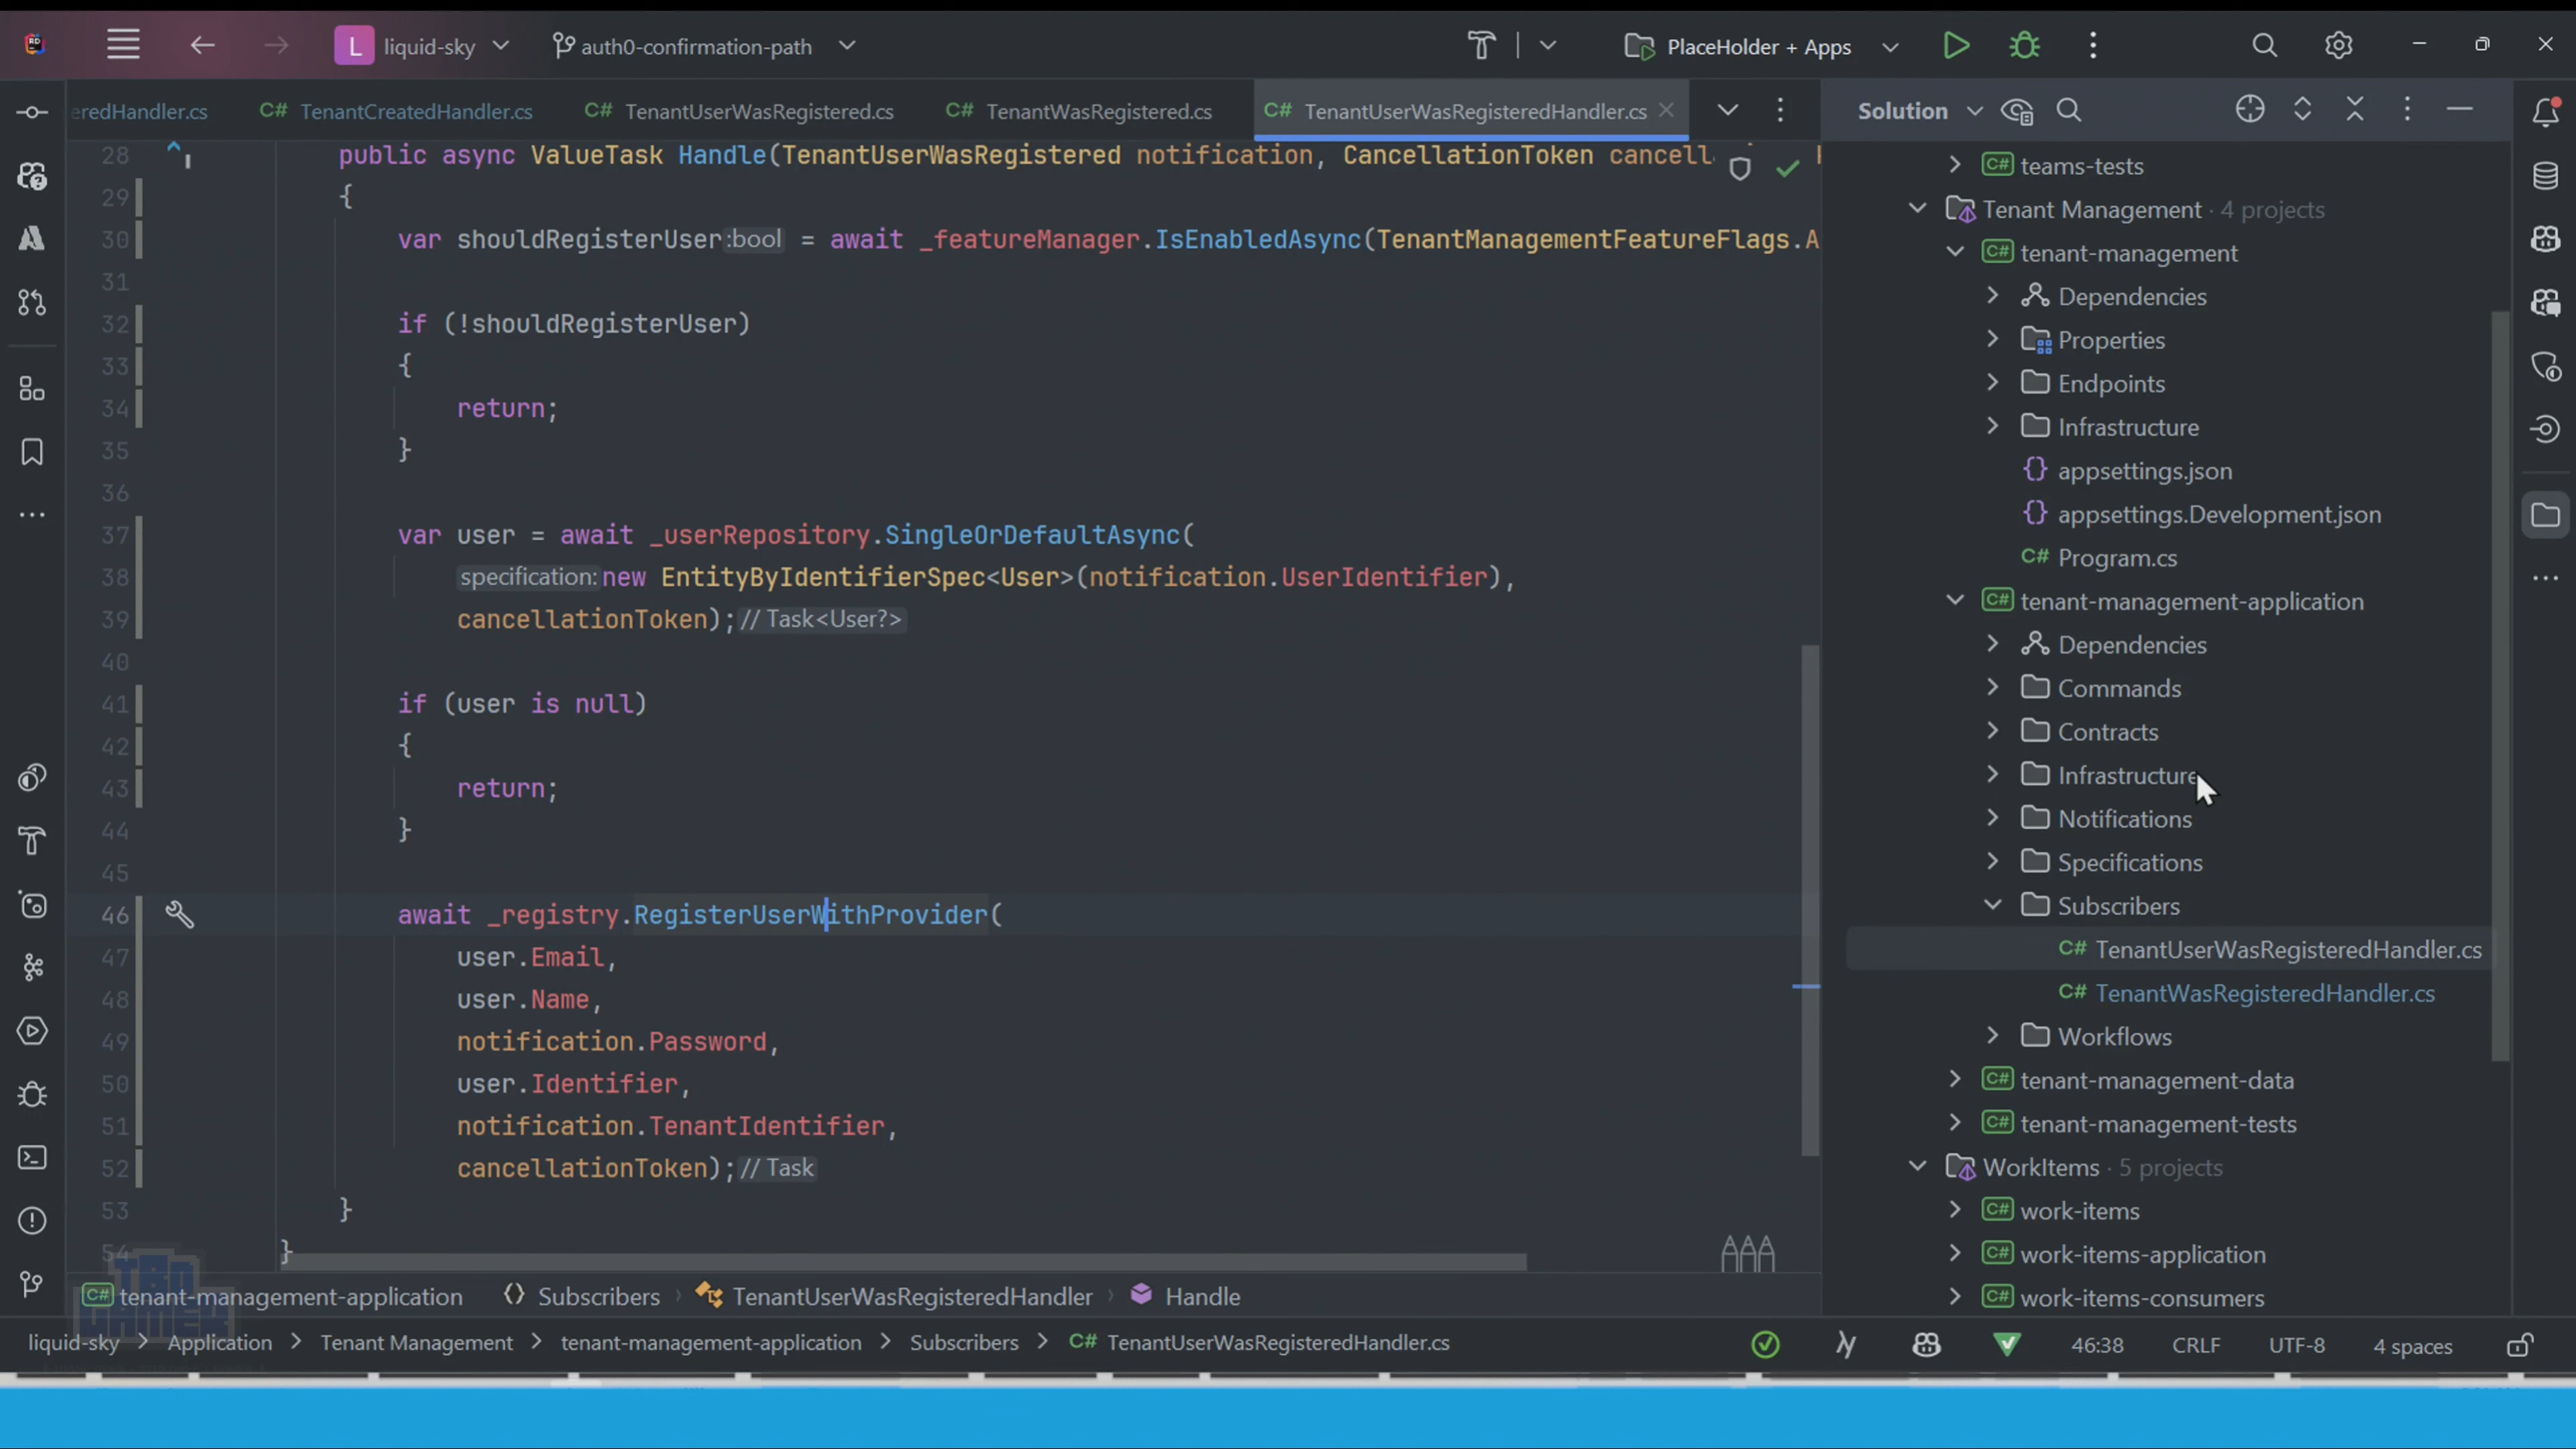 L liquid-sky
auth0-confirmation-path
PlaceHolder + Apps
eredHandler.cs
C# TenantCreatedHandler.cs
C# TenantUserWasRegistered.cs
C# TenantWasRegistered.cs
C# TenantUserWasRegisteredHandler.cs
28 public async ValueTask Handle(TenantUserWasRegistered notification, CancellationToken cancell
29 {
30 var shouldRegisterUser :bool = await _featureManager.IsEnabledAsync(TenantManagementFeatureFlags.A
31
32 if (!shouldRegisterUser)
33 {
34 return;
35 }
36
37 var user = await _userRepository.SingleOrDefaultAsync(
38 specification: new EntityByIdentifierSpec<User>(notification.UserIdentifier),
39 cancellationToken); // Task<User?>
40
41 if (user is null)
42 {
43 return;
44 }
45
46 await _registry.RegisterUserWithProvider(
47 user.Email,
48 user.Name,
49 notification.Password,
50 user.Identifier,
51 notification.TenantIdentifier,
52 cancellationToken); // Task
53 }
54 }
C# tenant-management-application
Subscribers
TenantUserWasRegisteredHandler
Handle
Solution
C# teams-tests
Tenant Management · 4 projects
C# tenant-management
Dependencies
Properties
Endpoints
Infrastructure
{} appsettings.json
{} appsettings.Development.json
C# Program.cs
C# tenant-management-application
Dependencies
Commands
Contracts
Infrastructure
Notifications
Specifications
Subscribers
C# TenantUserWasRegisteredHandler.cs
C# TenantWasRegisteredHandler.cs
Workflows
C# tenant-management-data
C# tenant-management-tests
WorkItems · 5 projects
C# work-items
C# work-items-application
C# work-items-consumers
liquid-sky > Application > Tenant Management > tenant-management-application > Subscribers > C# TenantUserWasRegisteredHandler.cs
46:38 CRLF UTF-8 4 spaces